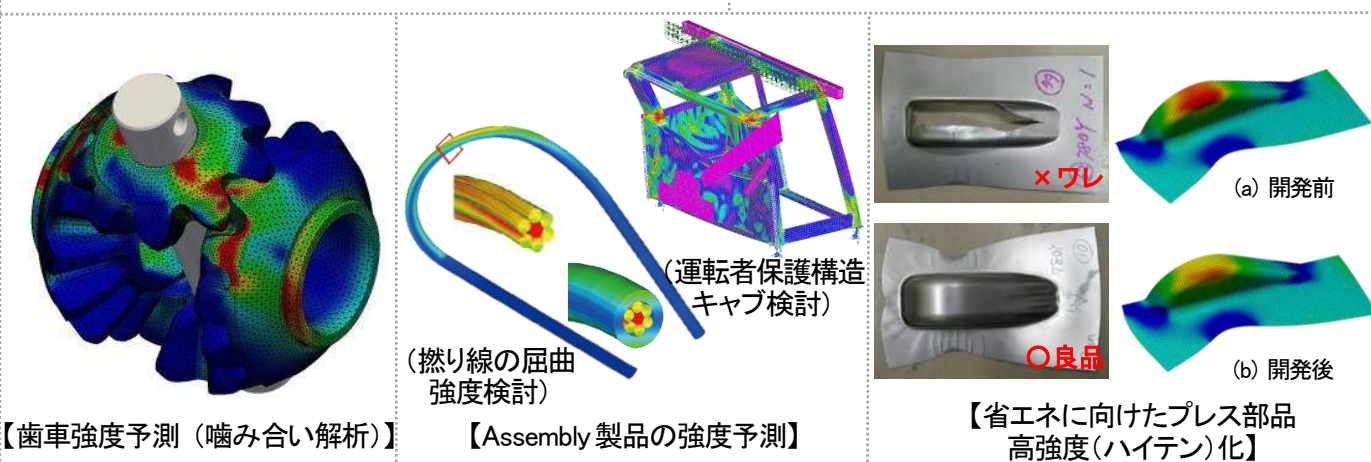 【歯車強度予測（噛み合い解析）】
（撚り線の屈曲
強度検討）
（運転者保護構造
キャブ検討）
【Assembly 製品の強度予測】
×ワレ
（a）開発前
〇良品
（b）開発後
【省エネに向けたプレス部品
高強度（ハイテン）化】